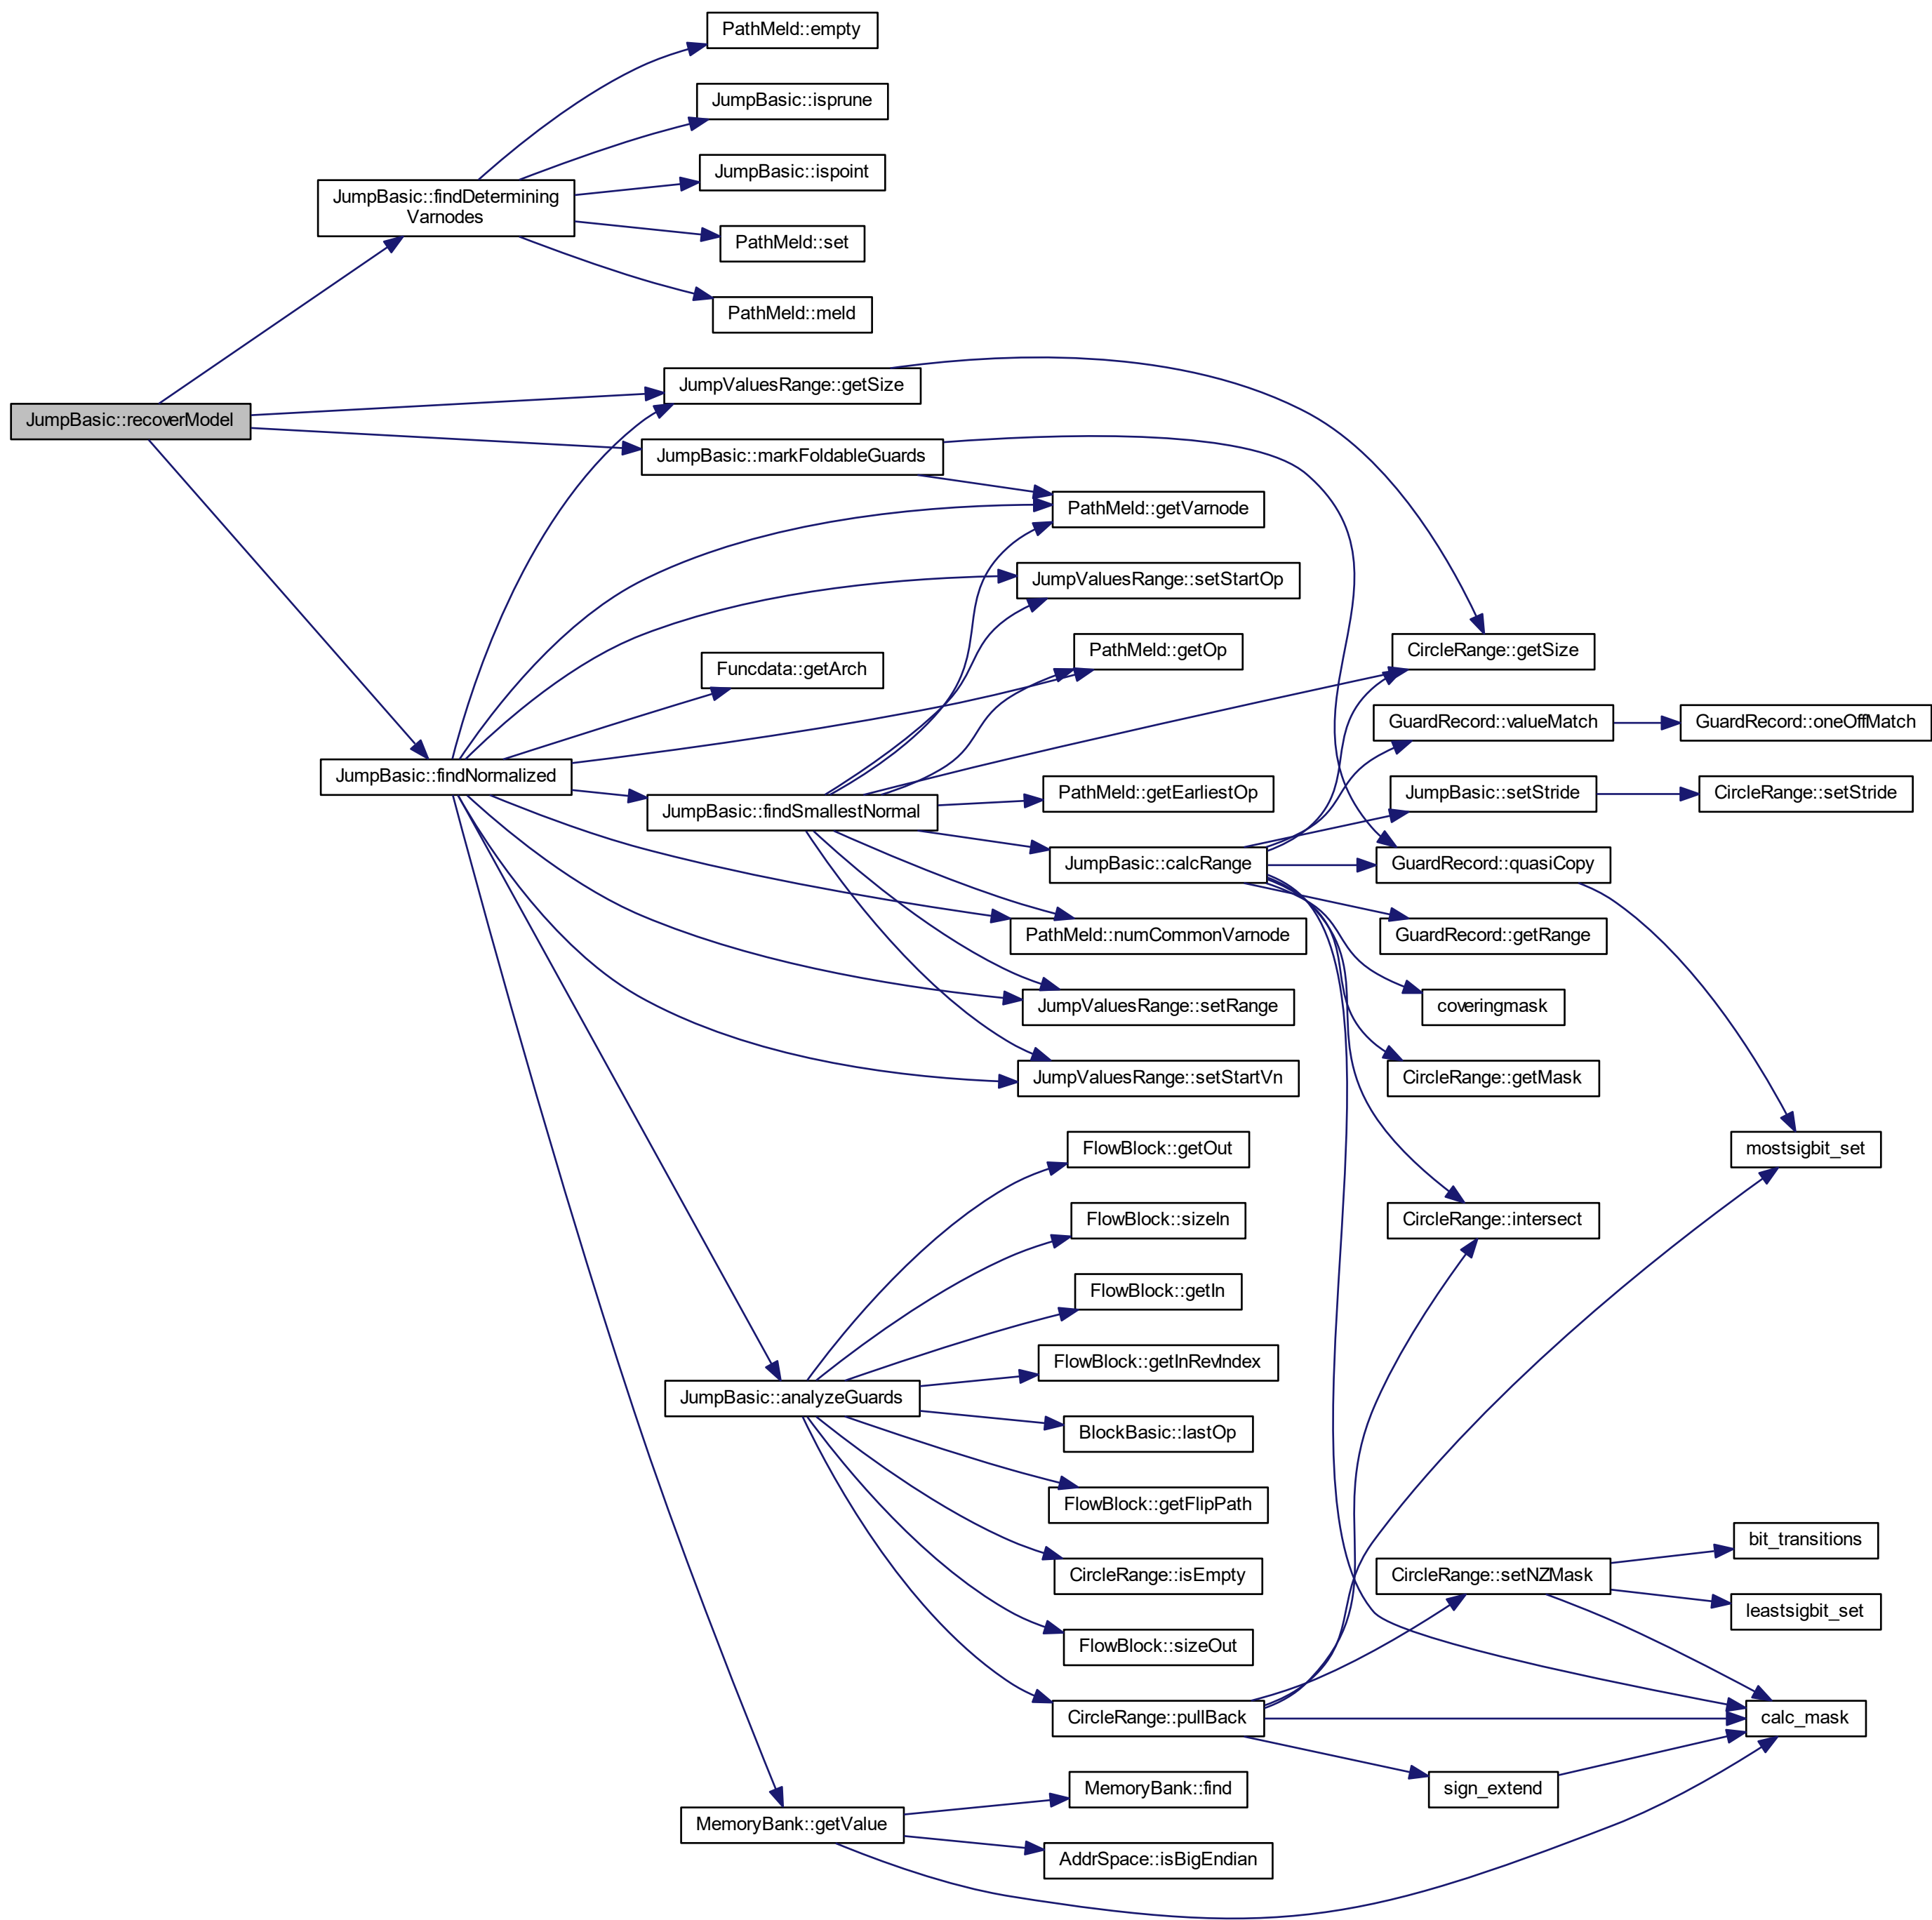 PathMeld::empty
JumpBasic::isprune
JumpBasic::ispoint
JumpBasic::findDetermining
Varnodes
PathMeld::set
PathMeld::meld
JumpValuesRange::getSize
JumpBasic::recoverModel
JumpBasic::markFoldableGuards
PathMeld::getVarnode
JumpValuesRange::setStartOp
PathMeld::getOp
CircleRange::getSize
Funcdata::getArch
GuardRecord::valueMatch
GuardRecord::oneOffMatch
JumpBasic::findNormalized
JumpBasic::findSmallestNormal
PathMeld::getEarliestOp
JumpBasic::setStride
CircleRange::setStride
JumpBasic::calcRange
GuardRecord::quasiCopy
PathMeld::numCommonVarnode
GuardRecord::getRange
JumpValuesRange::setRange
coveringmask
JumpValuesRange::setStartVn
CircleRange::getMask
FlowBlock::getOut
mostsigbit_set
FlowBlock::sizeIn
CircleRange::intersect
FlowBlock::getIn
FlowBlock::getInRevIndex
JumpBasic::analyzeGuards
BlockBasic::lastOp
FlowBlock::getFlipPath
bit_transitions
CircleRange::isEmpty
CircleRange::setNZMask
leastsigbit_set
FlowBlock::sizeOut
CircleRange::pullBack
calc_mask
MemoryBank::find
sign_extend
MemoryBank::getValue
AddrSpace::isBigEndian